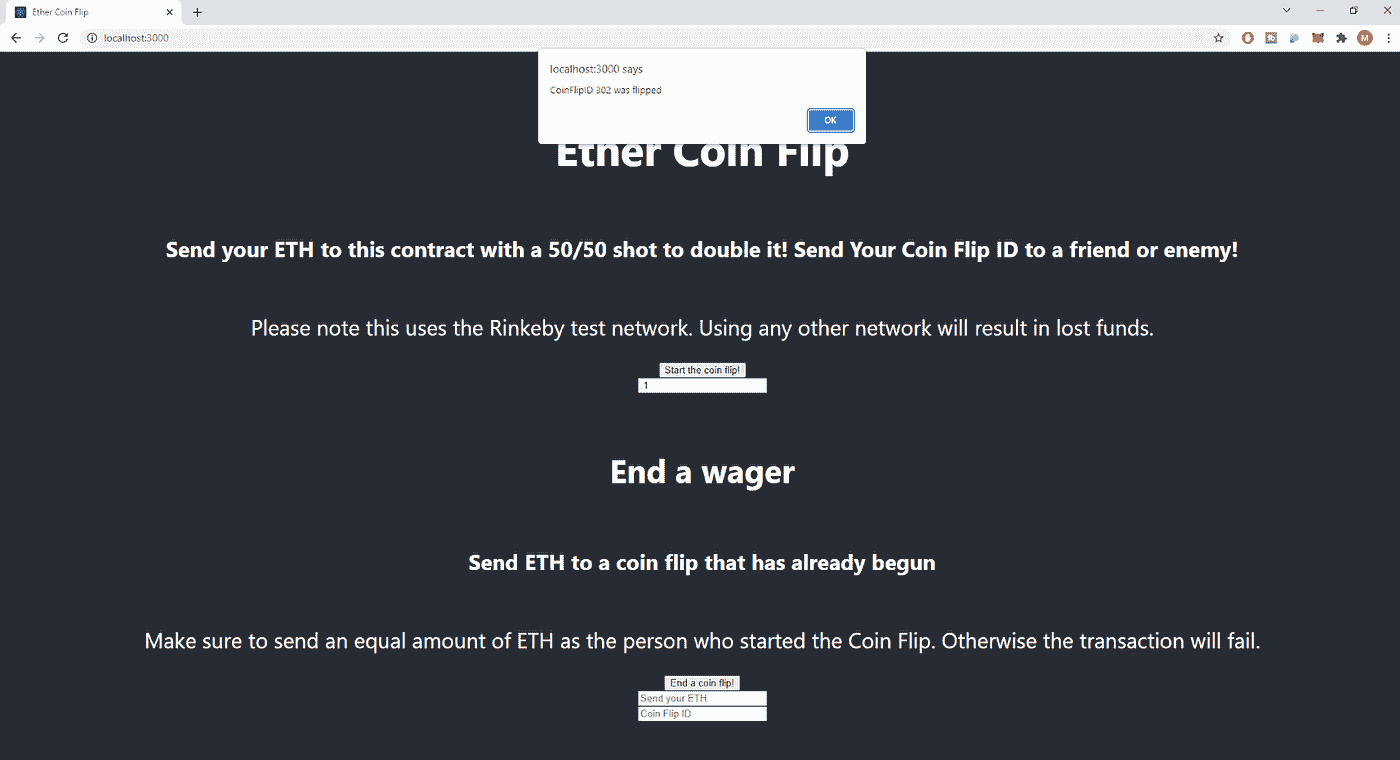 Ether Coin Flip
localhost:3000
M
localhost:3000 says
CoinFlipID 302 was flipped
OK
Ether Coin Flip
Send your ETH to this contract with a 50/50 shot to double it! Send Your Coin Flip ID to a friend or enemy!
Please note this uses the Rinkeby test network. Using any other network will result in lost funds.
Start the coin flip!
.1
End a wager
Send ETH to a coin flip that has already begun
Make sure to send an equal amount of ETH as the person who started the Coin Flip. Otherwise the transaction will fail.
End a coin flip!
Send your ETH
Coin Flip ID